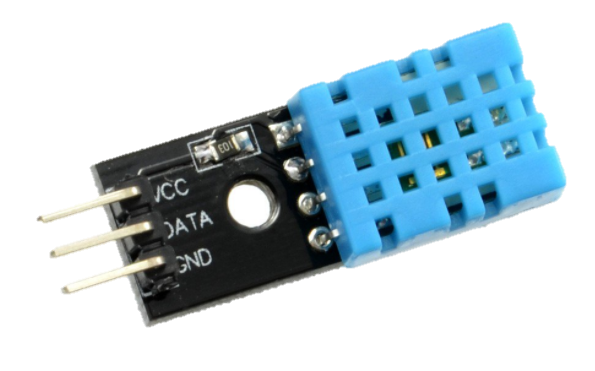 VCC
DATA
GND